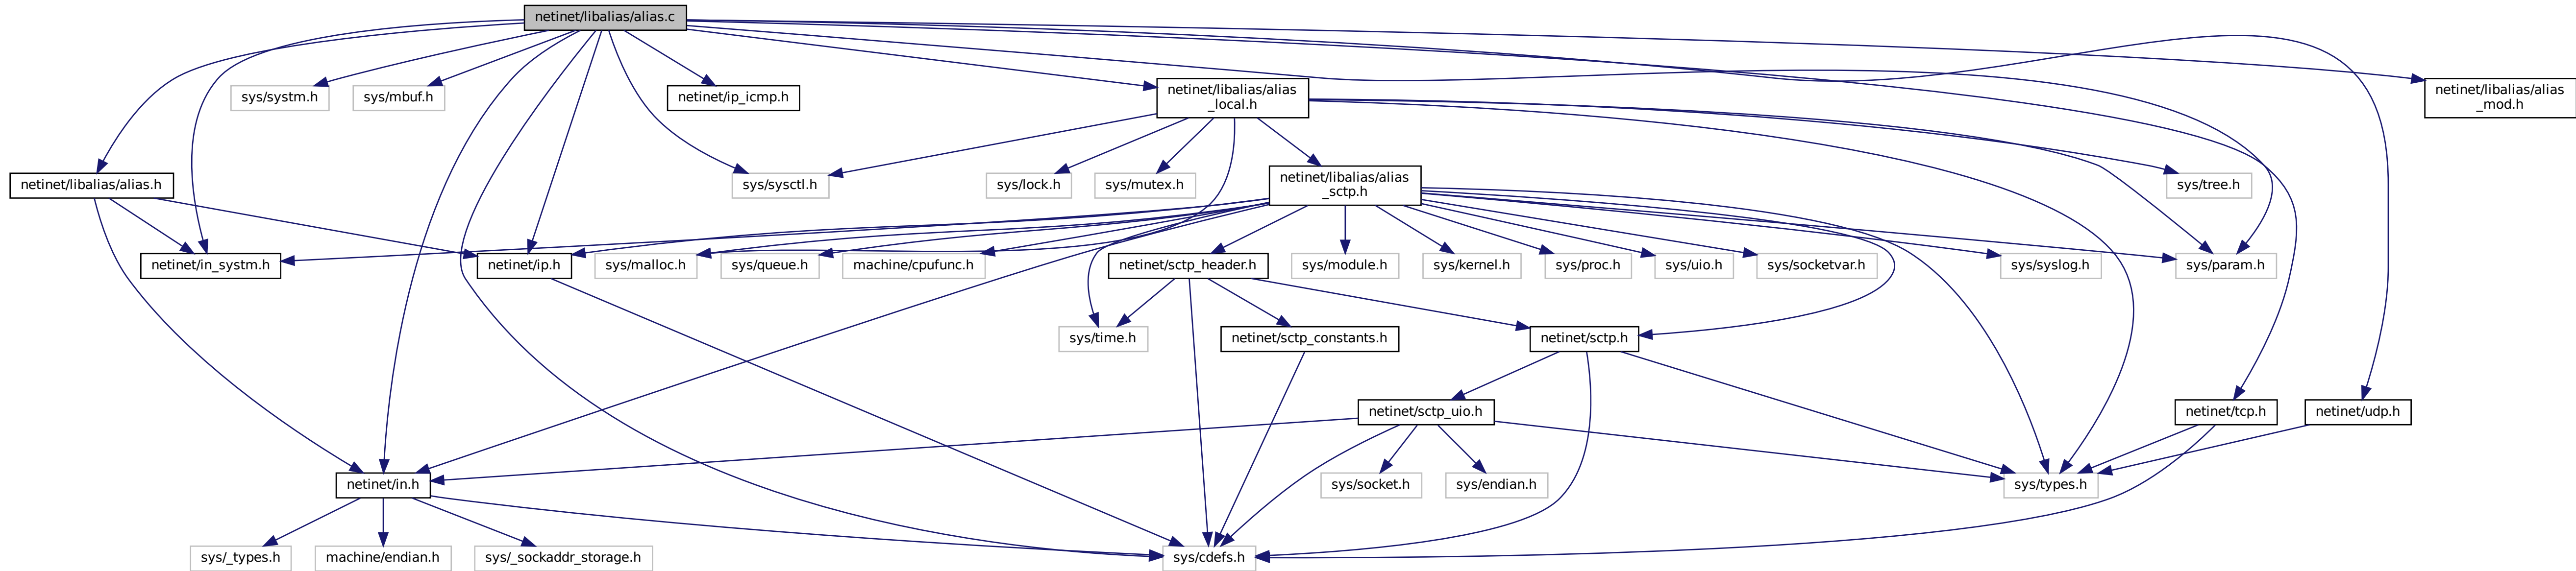 netinet/libalias/alias.c
sys/systm.h
sys/mbuf.h
netinet/ip_icmp.h
netinet/libalias/alias
_local.h
netinet/libalias/alias
_mod.h
netinet/libalias/alias.h
sys/sysctl.h
sys/lock.h
sys/mutex.h
netinet/libalias/alias
_sctp.h
sys/tree.h
netinet/in_systm.h
netinet/ip.h
sys/malloc.h
sys/queue.h
machine/cpufunc.h
netinet/sctp_header.h
sys/module.h
sys/kernel.h
sys/proc.h
sys/uio.h
sys/socketvar.h
sys/syslog.h
sys/param.h
sys/time.h
netinet/sctp_constants.h
netinet/sctp.h
netinet/sctp_uio.h
netinet/tcp.h
netinet/udp.h
netinet/in.h
sys/socket.h
sys/endian.h
sys/types.h
sys/_types.h
machine/endian.h
sys/_sockaddr_storage.h
sys/cdefs.h